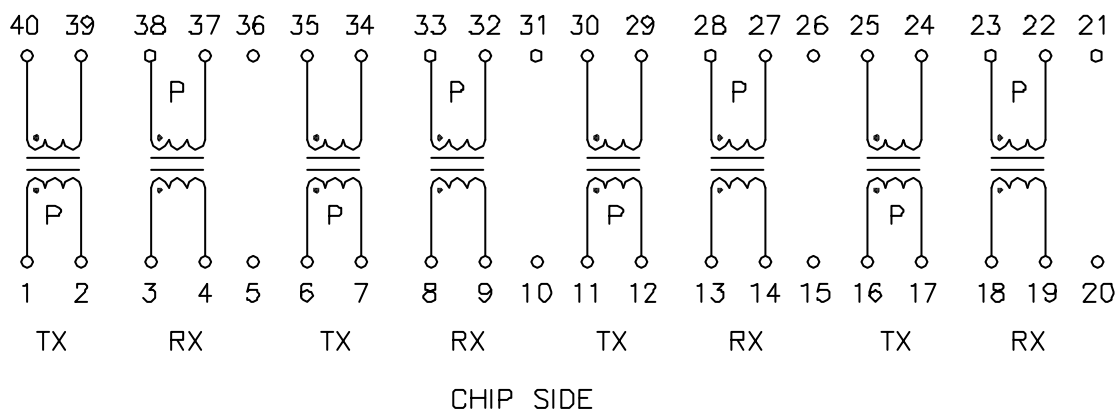 40 39 38 37 36 35 34 33 32 31 30 29 28 27 26 25 24 23 22 21
P P P P
P P P P
1 2 3 4 5 6 7 8 9 10 11 12 13 14 15 16 17 18 19 20
TX RX TX RX TX RX TX RX
CHIP SIDE